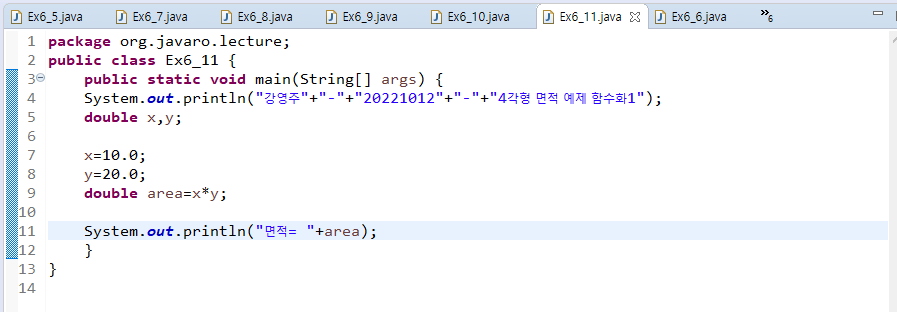 Ex6_5.java Ex6_7.java Ex6_8.java Ex6_9.java Ex6_10.java Ex6_11.java Ex6_6.java »6
1 package org.javaro.lecture;
2 public class Ex6_11 {
3 public static void main(String[] args) {
4 System.out.println("강영주"+"-"+"20221012"+"-"+"4각형 면적 예제 함수화1");
5 double x,y;
6
7 x=10.0;
8 y=20.0;
9 double area=x*y;
10
11 System.out.println("면적= "+area);
12 }
13 }
14